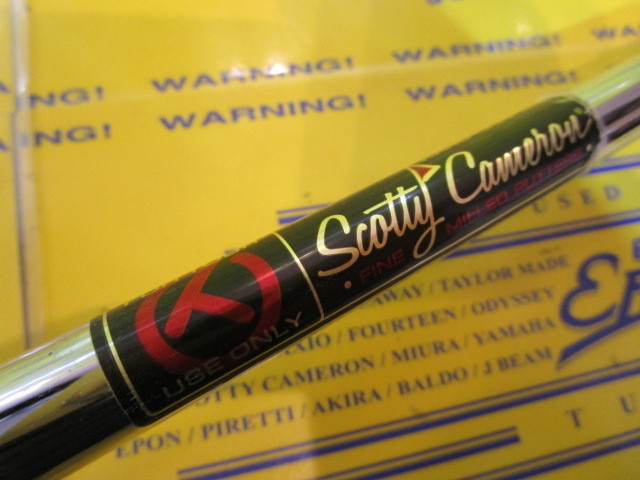 WARNING!
WARNING! WARNING!
WARNING! WARNING! WARNING!
Scotty Cameron
FINE MILLED PUTTERS
USE ONLY
USED
AWAY / TAYLOR MADE
XXIO / FOURTEEN / ODYSSEY
SCOTTY CAMERON / MIURA / YAMAHA
EPON / PIRETTI / AKIRA / BALDO / J BEAM
T U